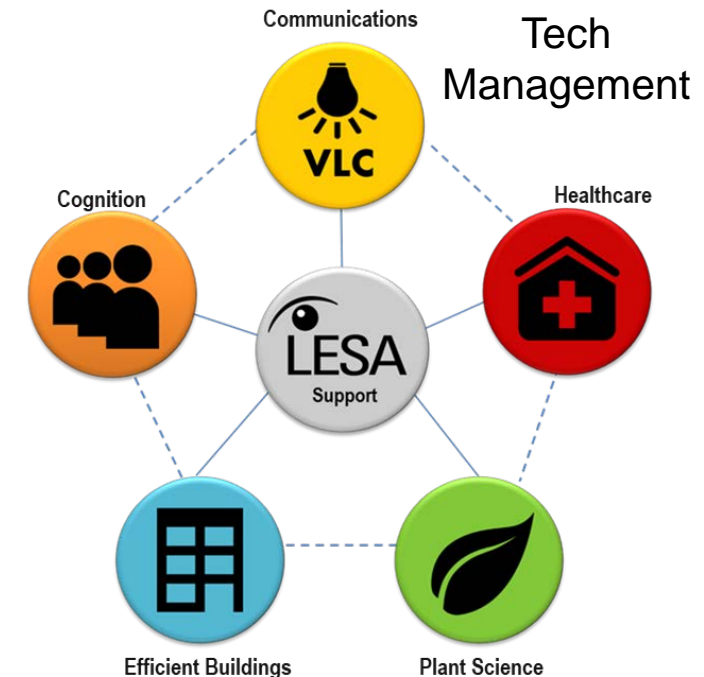 Communications
Tech
Management
VLC
Cognition
Healthcare
LESA
Support
Efficient Buildings
Plant Science